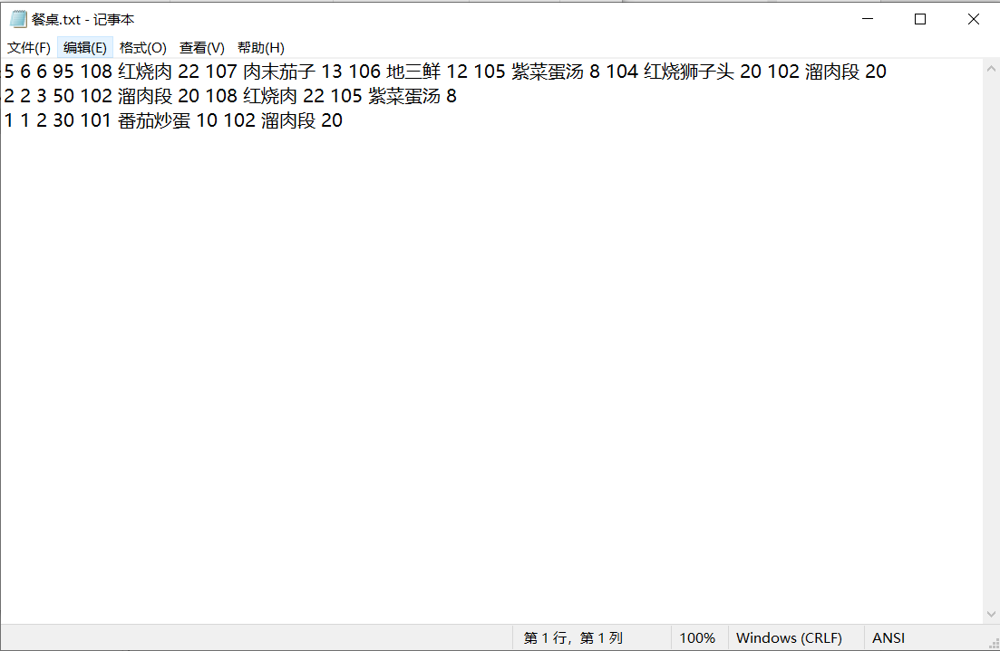 餐桌.txt - 记事本
文件(F) 编辑(E) 格式(O) 查看(V) 帮助(H)
5 6 6 95 108 红烧肉 22 107 肉末茄子 13 106 地三鲜 12 105 紫菜蛋汤 8 104 红烧狮子头 20 102 溜肉段 20
2 2 3 50 102 溜肉段 20 108 红烧肉 22 105 紫菜蛋汤 8
1 1 2 30 101 番茄炒蛋 10 102 溜肉段 20
第 1 行，第 1 列 100% Windows (CRLF) ANSI